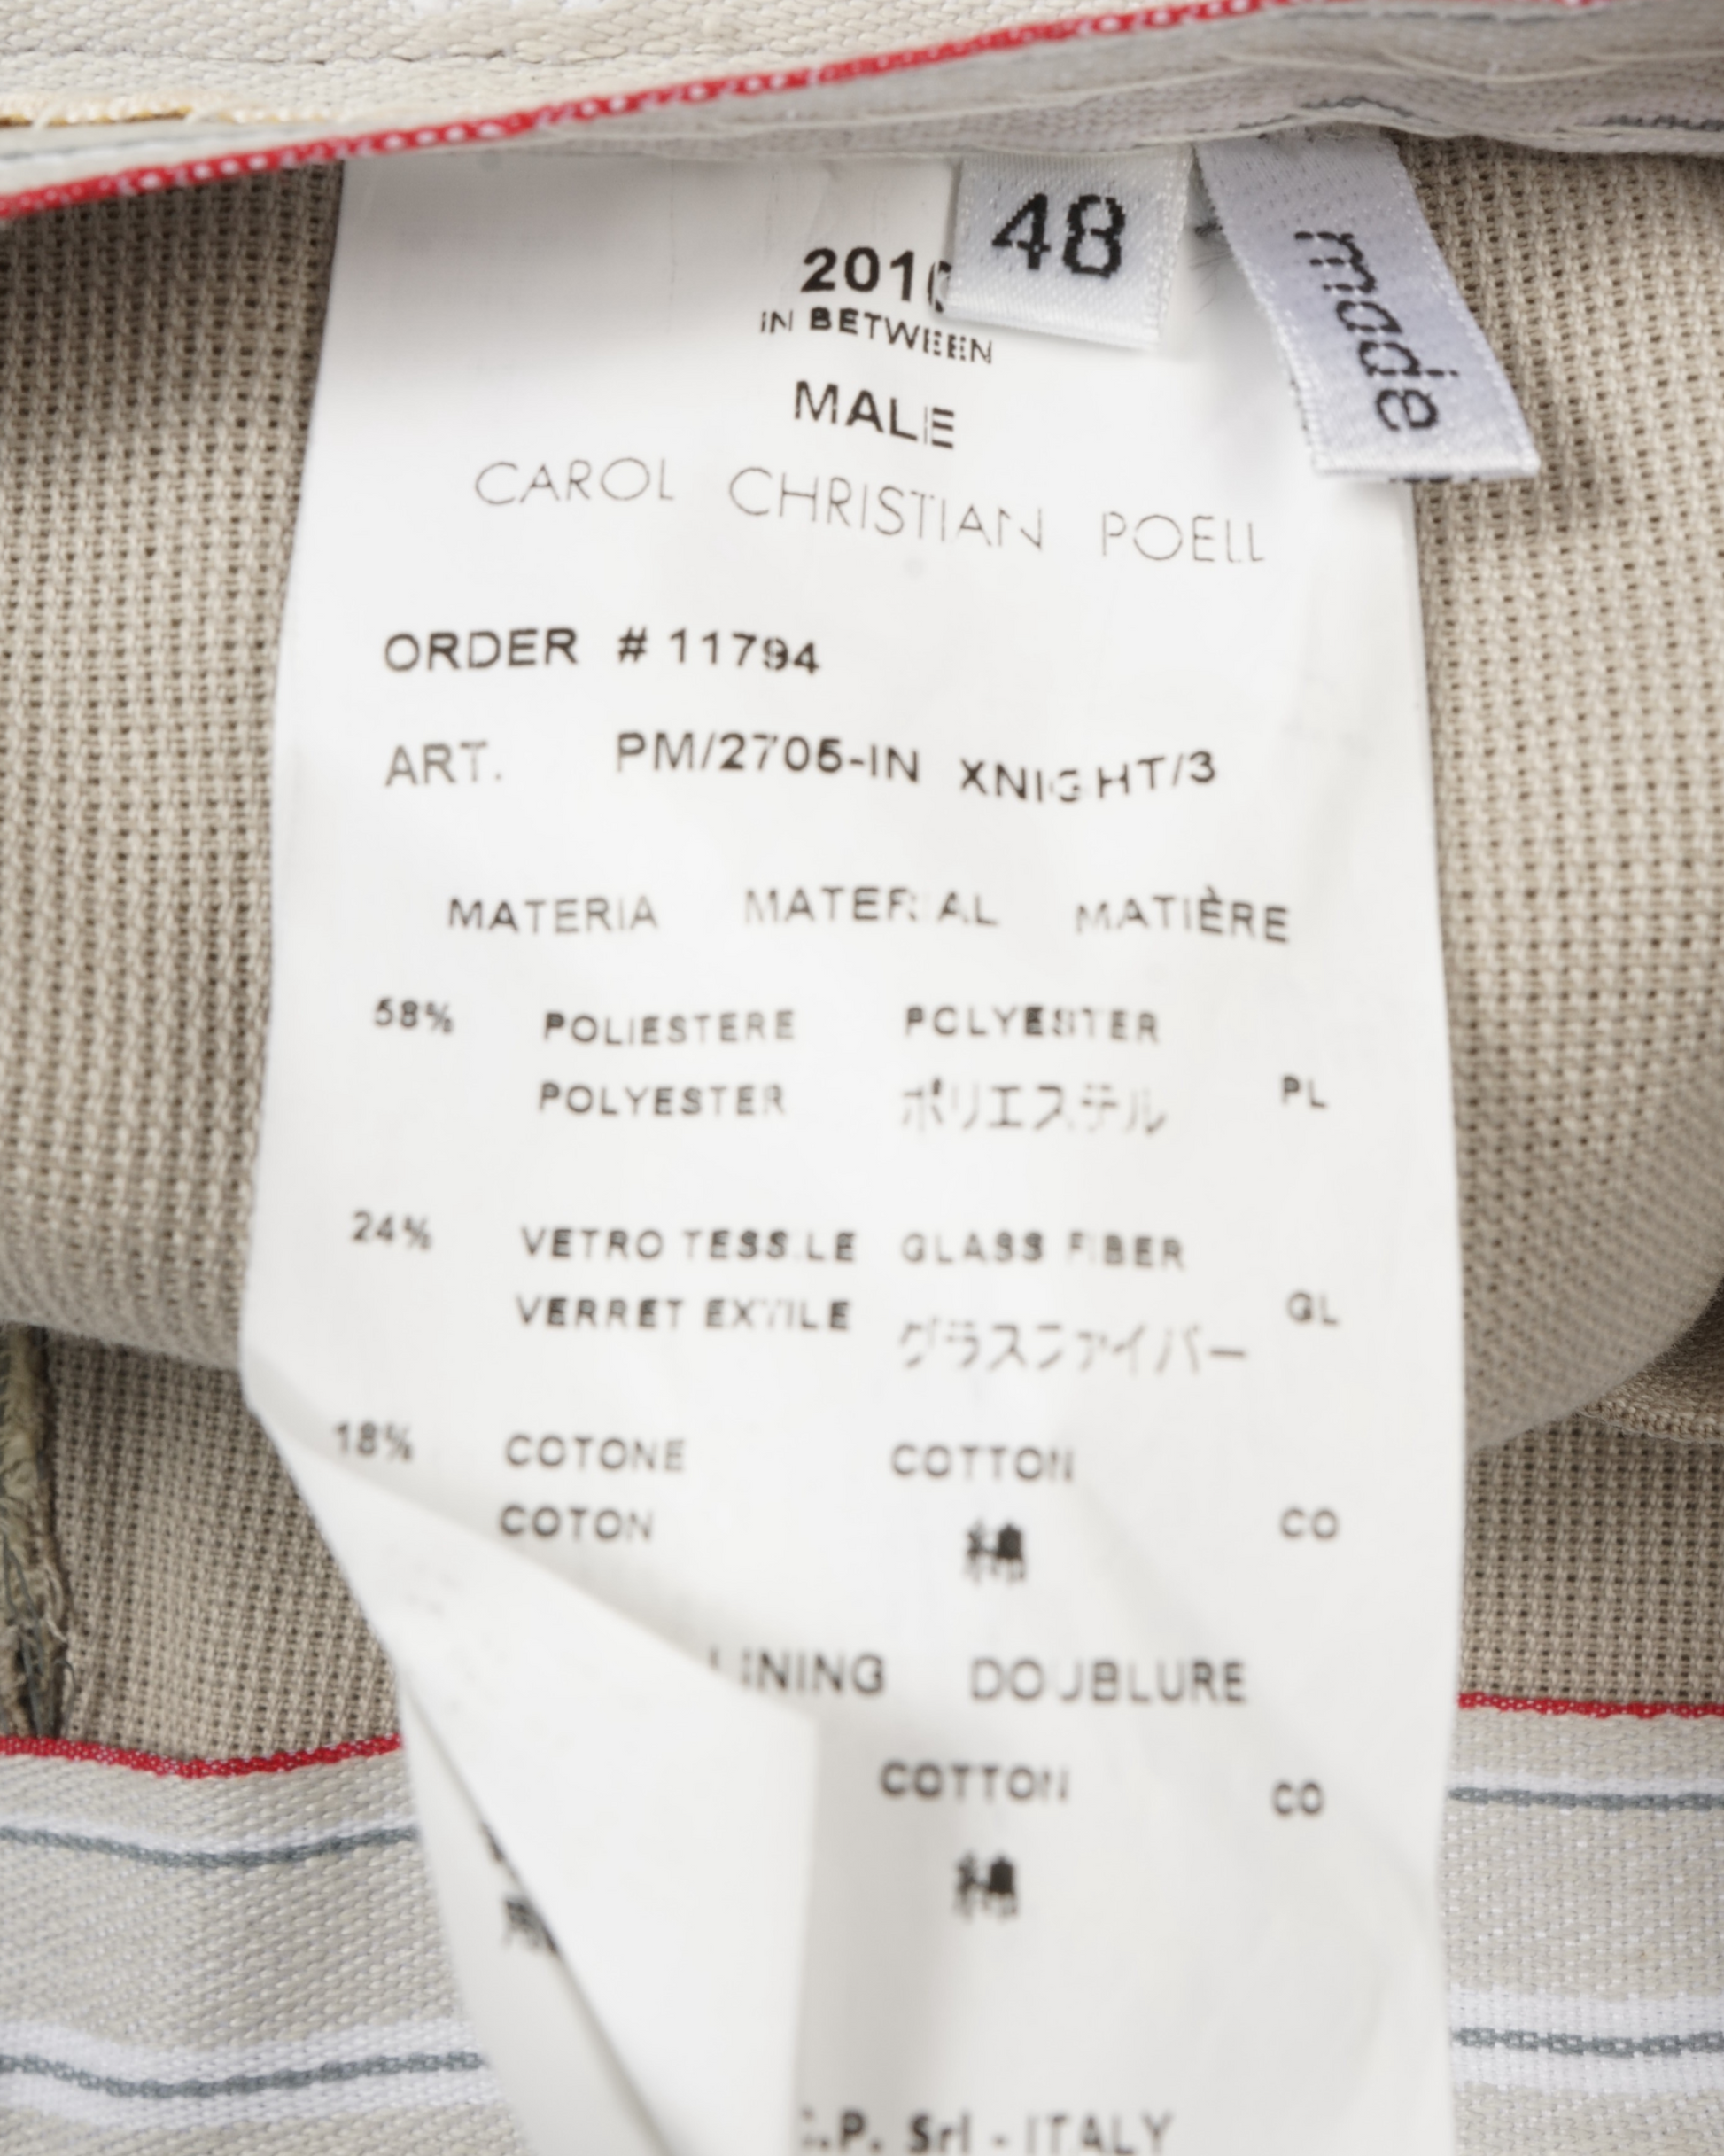 48
made
2010
IN BETWEEN
MALE
CAROL CHRISTIAN POELL
ORDER # 11794
ART. PM/2705-IN XNIGHT/3
MATERIA MATERIAL MATIÈRE
58% POLIESTERE POLYESTER
POLYESTER ポリエステル PL
24% VETRO TESSILE GLASS FIBER
VERRET EXTILE グラスファイバー GL
18% COTONE COTTON
COTON 綿 CO
LINING DOUBLURE
COTTON CO
綿
.P. Srl - ITALY